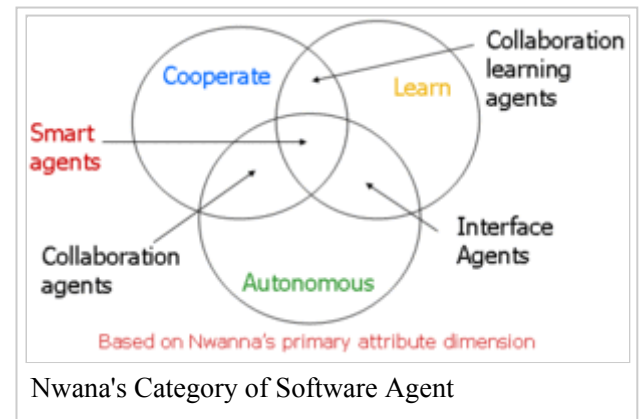 Collaboration
learning
agents
Cooperate
Learn
Smart
agents
Interface
Agents
Collaboration
agents
Autonomous
Based on Nwanna's primary attribute dimension
Nwana's Category of Software Agent